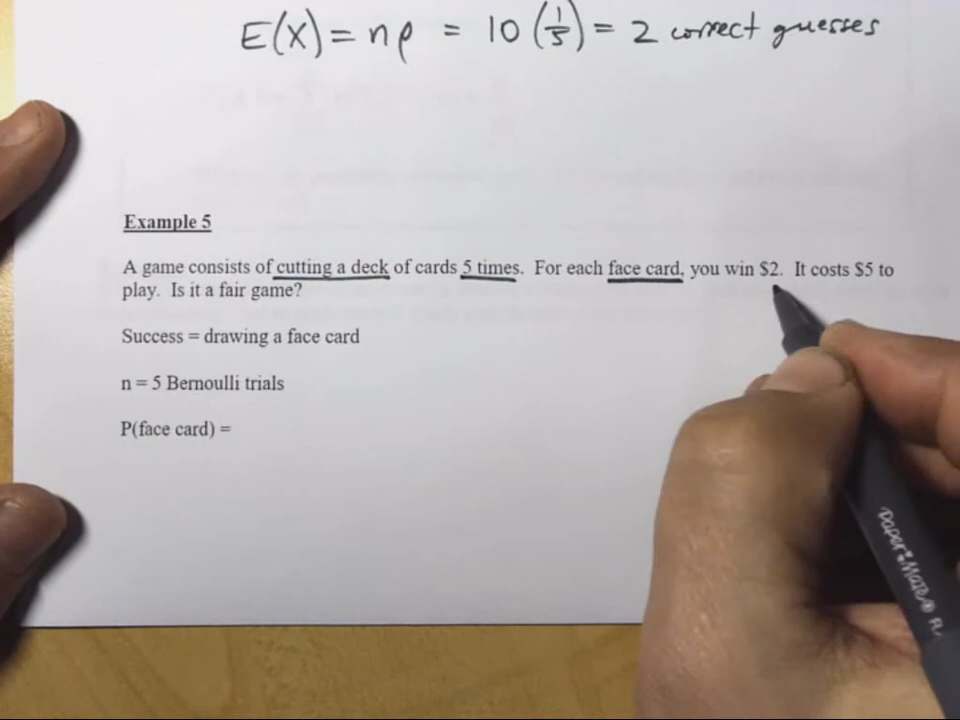 E(X) = np = 10 (1/5) = 2 correct guesses
Example 5
A game consists of cutting a deck of cards 5 times. For each face card, you win $2. It costs $5 to
play. Is it a fair game?
Success = drawing a face card
n = 5 Bernoulli trials
P(face card) =
Paper:Mate®